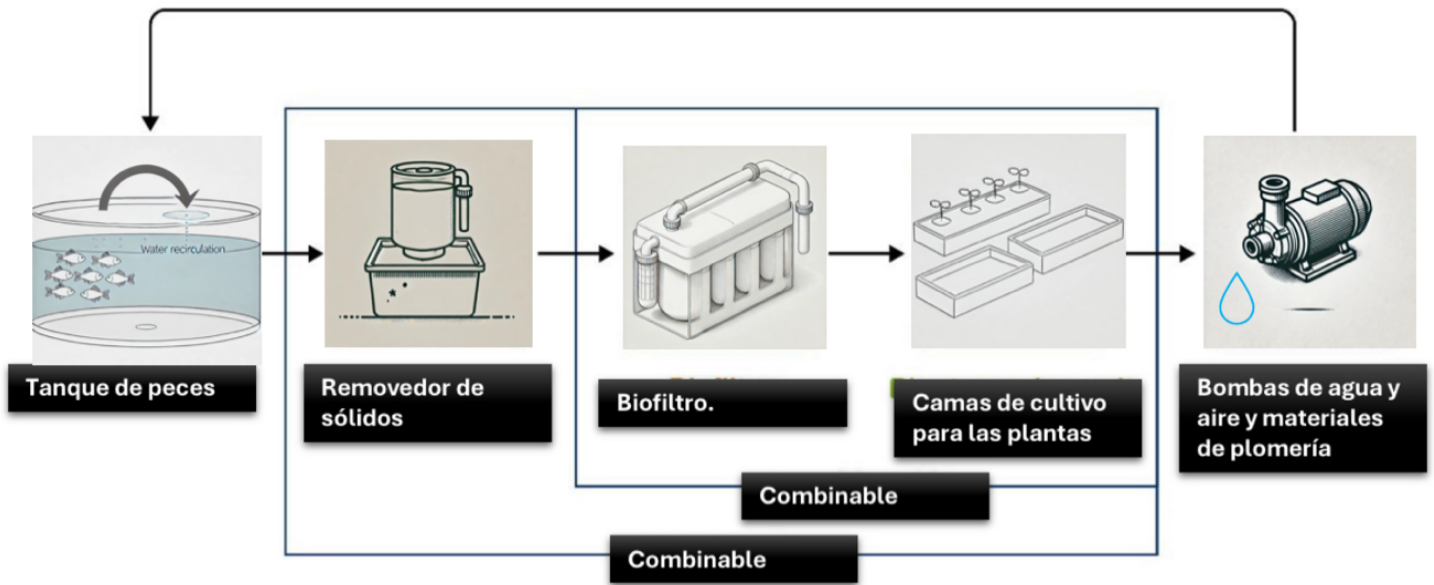 Water recirculation
Tanque de peces
Removedor de
sólidos
Biofiltro.
Camas de cultivo
para las plantas
Bombas de agua y
aire y materiales
de plomería
Combinable
Combinable